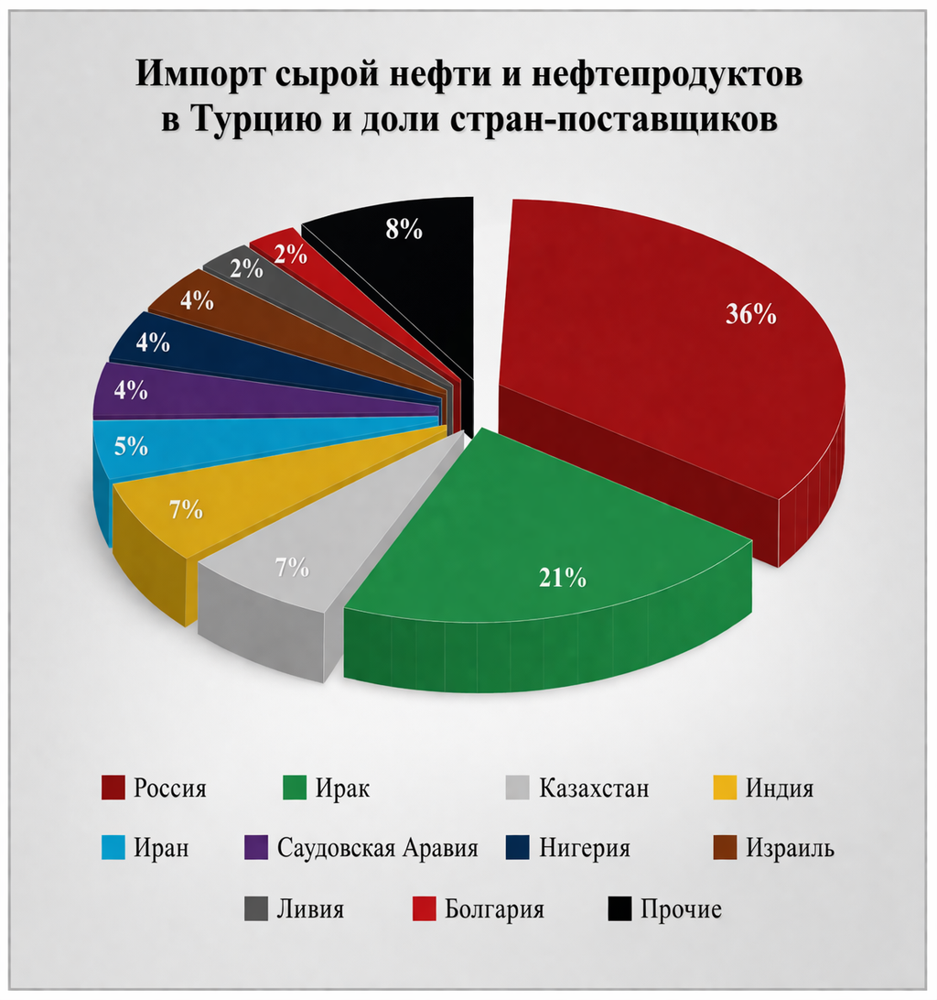 Импорт сырой нефти и нефтепродуктов
в Турцию и доли стран-поставщиков
8%
36%
2%
2%
4%
4%
4%
5%
7%
7%
21%
Россия
Ирак
Казахстан
Индия
Иран
Саудовская Аравия
Нигерия
Израиль
Ливия
Болгария
Прочие